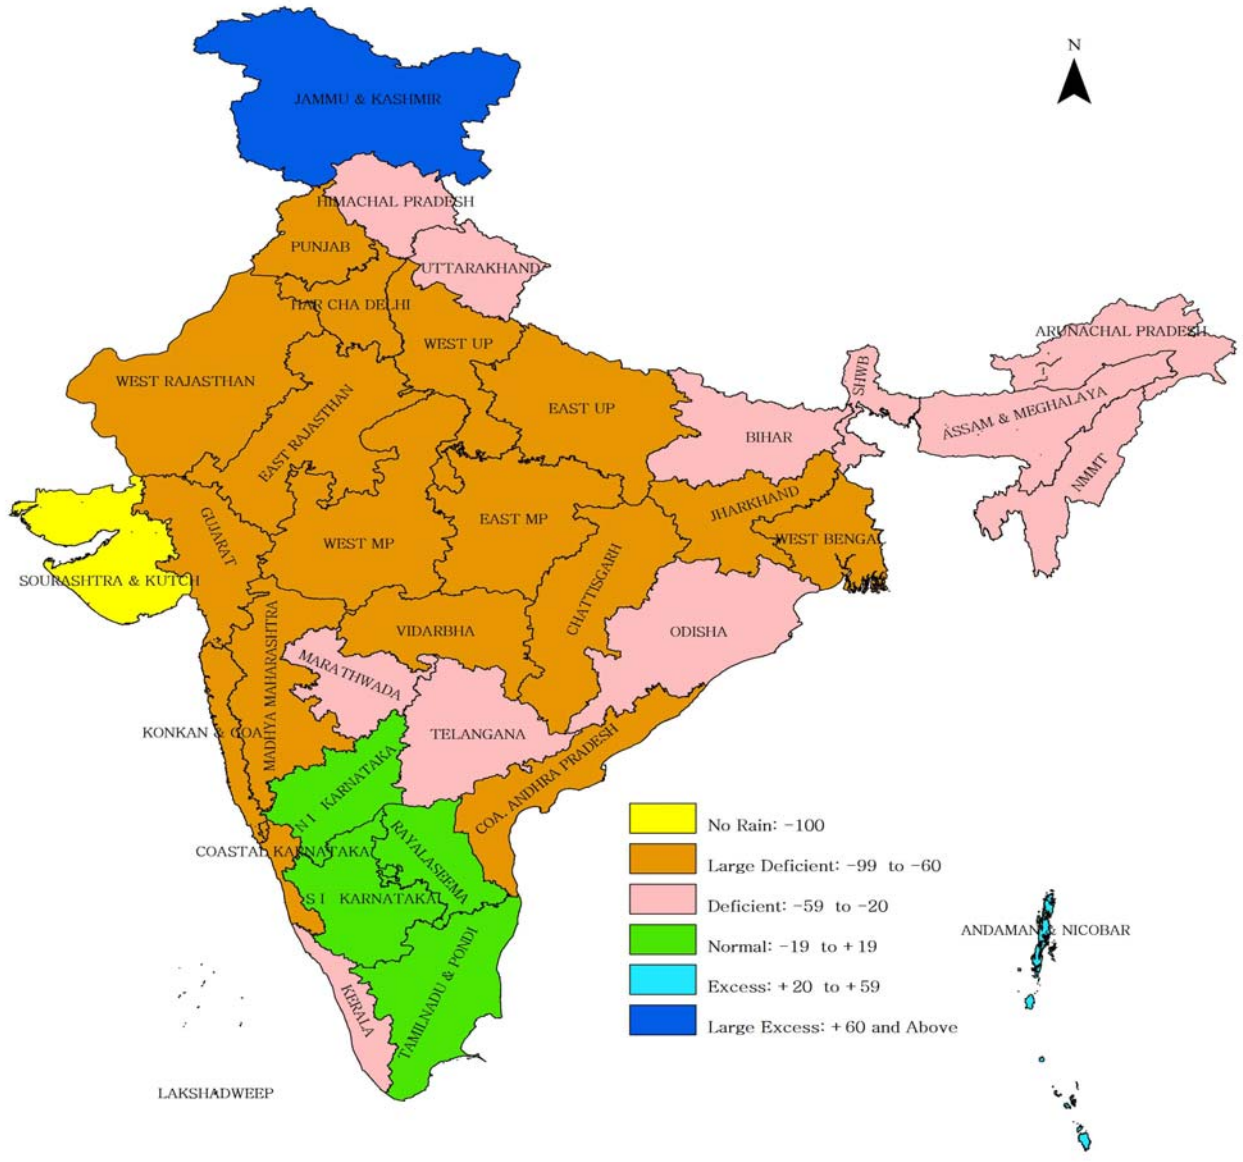 N
JAMMU & KASHMIR
HIMACHAL PRADESH
PUNJAB
UTTARAKHAND
HAR CHA DELHI
ARUNACHAL PRADESH
WEST UP
WEST RAJASTHAN
SHWB
EAST UP
ASSAM & MEGHALAYA
EAST RAJASTHAN
BIHAR
NMMT
JHARKHAND
GUJARAT
EAST MP
WEST MP
WEST BENGAL
SOURASHTRA & KUTCH
CHATTISGARH
VIDARBHA
ODISHA
MADHYA MAHARASHTRA
MARATHWADA
KONKAN & GOA
TELANGANA
COA. ANDHRA PRADESH
N I KARNATAKA
COASTAL KARNATAKA
RAYALASEEMA
S I KARNATAKA
TAMILNADU & PONDI
KERALA
LAKSHADWEEP
ANDAMAN & NICOBAR
No Rain: -100
Large Deficient: -99 to -60
Deficient: -59 to -20
Normal: -19 to +19
Excess: +20 to +59
Large Excess: +60 and Above